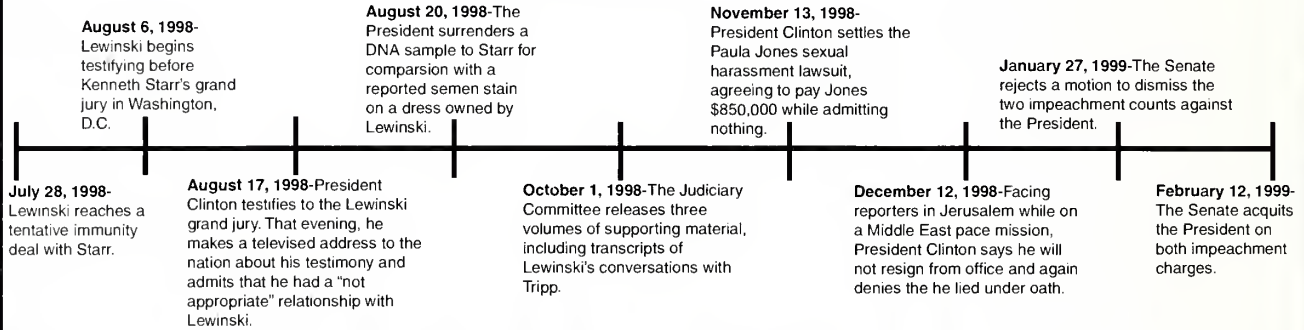 July 28, 1998-
Lewinski reaches a
tentative immunity
deal with Starr.
August 6, 1998-
Lewinski begins
testifying before
Kenneth Starr's grand
jury in Washington,
D.C.
August 17, 1998-President
Clinton testifies to the Lewinski
grand jury. That evening, he
makes a televised address to the
nation about his testimony and
admits that he had a "not
appropriate" relationship with
Lewinski.
August 20, 1998-The
President surrenders a
DNA sample to Starr for
comparsion with a
reported semen stain
on a dress owned by
Lewinski.
October 1, 1998-The Judiciary
Committee releases three
volumes of supporting material,
including transcripts of
Lewinski's conversations with
Tripp.
November 13, 1998-
President Clinton settles the
Paula Jones sexual
harassment lawsuit,
agreeing to pay Jones
$850,000 while admitting
nothing.
December 12, 1998-Facing
reporters in Jerusalem while on
a Middle East pace mission,
President Clinton says he will
not resign from office and again
denies the he lied under oath.
January 27, 1999-The Senate
rejects a motion to dismiss the
two impeachment counts against
the President.
February 12, 1999-
The Senate acquits
the President on
both impeachment
charges.